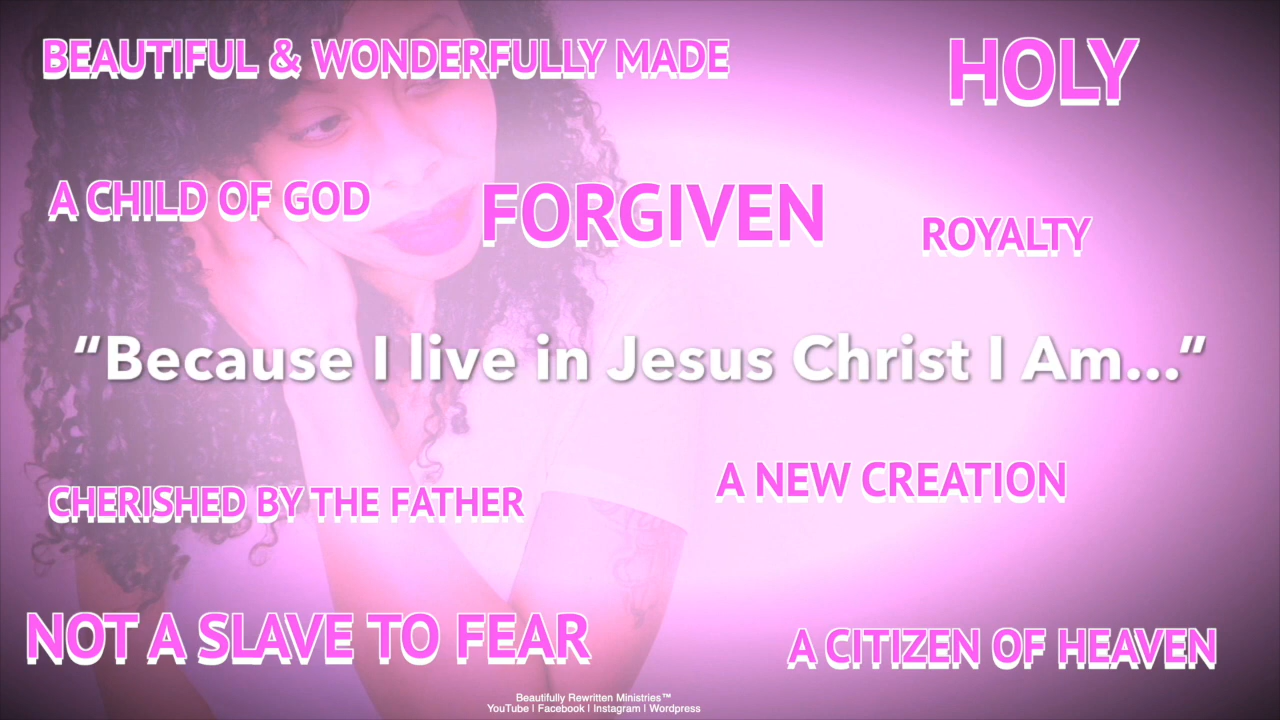 BEAUTIFUL & WONDERFULLY MADE
HOLY
A CHILD OF GOD
FORGIVEN
ROYALTY
“Because I live in Jesus Christ I Am...”
CHERISHED BY THE FATHER
A NEW CREATION
NOT A SLAVE TO FEAR
A CITIZEN OF HEAVEN
Beautifully Rewritten Ministries™
YouTube | Facebook | Instagram | Wordpress